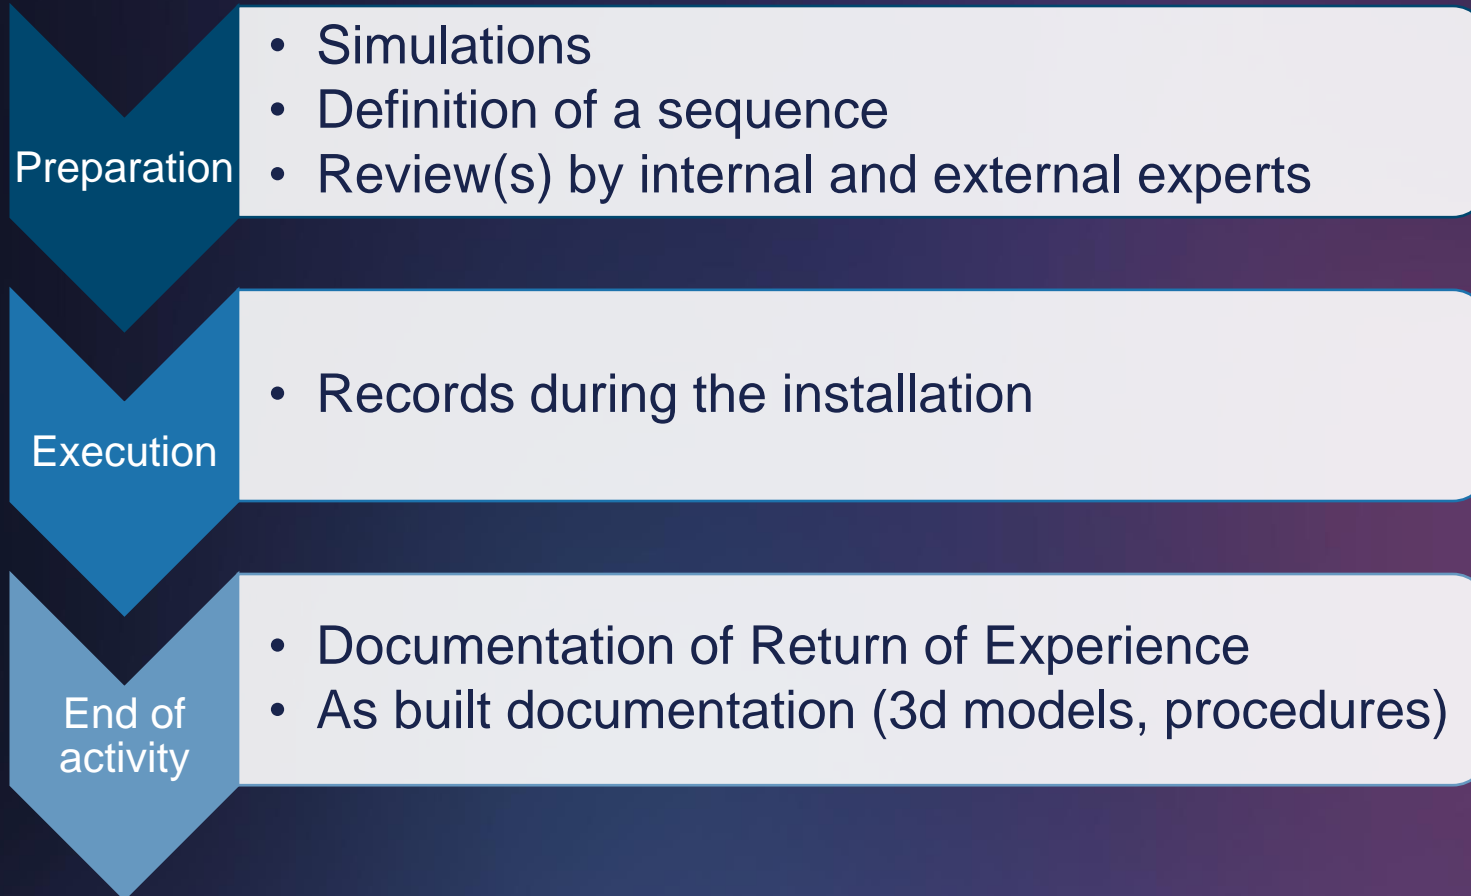 Preparation
• Simulations
• Definition of a sequence
• Review(s) by internal and external experts
Execution
• Records during the installation
End of
activity
• Documentation of Return of Experience
• As built documentation (3d models, procedures)